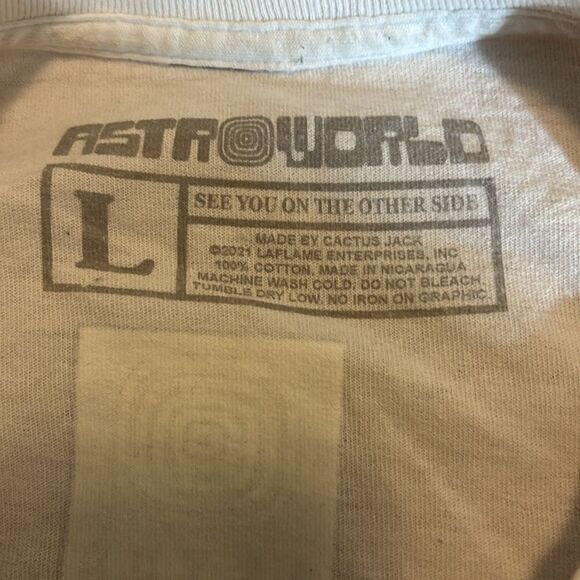 ASTROWORLD
L
SEE YOU ON THE OTHER SIDE
MADE BY CACTUS JACK
©2021 LAFLAME ENTERPRISES, INC
100% COTTON. MADE IN NICARAGUA
MACHINE WASH COLD. DO NOT BLEACH
TUMBLE DRY LOW. NO IRON ON GRAPHIC.